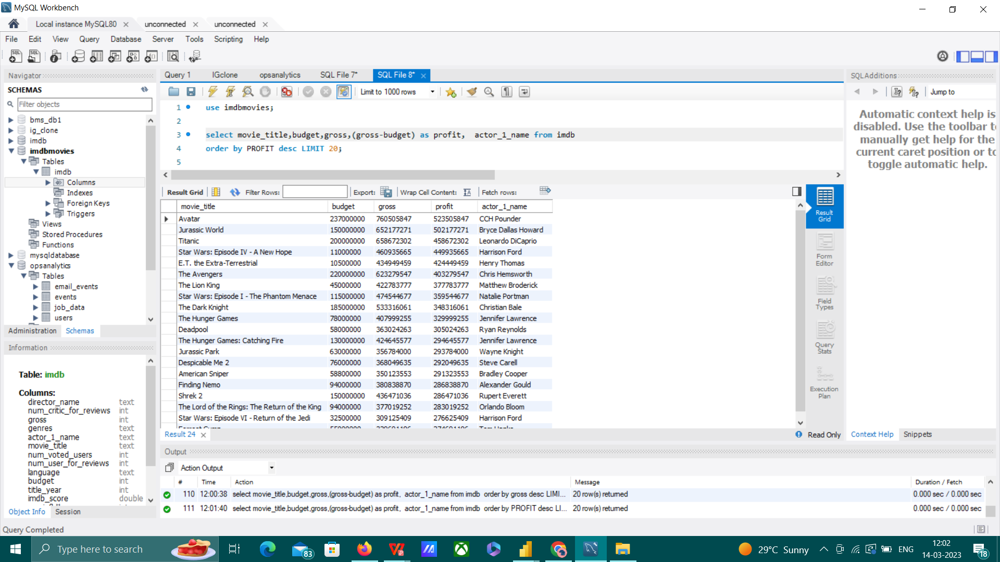 MySQL Workbench
Local instance MySQL80
unconnected
unconnected
File Edit View Query Database Server Tools Scripting Help
Navigator
SCHEMAS
Filter objects
bms_db1
ig_clone
imdb
imdbmovies
Tables
imdb
Columns
Indexes
Foreign Keys
Triggers
Views
Stored Procedures
Functions
mysqldatabase
opsanalytics
Tables
email_events
events
job_data
users
Administration Schemas
Information
Table: imdb
Columns:
director_name text
num_critic_for_reviews int
gross int
genres text
actor_1_name text
movie_title text
num_voted_users int
num_user_for_reviews int
language text
budget int
title_year int
imdb_score double
Object Info Session
Query 1 IGclone opsanalytics SQL File 7* SQL File 8*
Limit to 1000 rows
1 use imdbmovies;
2
3 select movie_title,budget,gross,(gross-budget) as profit, actor_1_name from imdb
4 order by PROFIT desc LIMIT 20;
5
Result Grid Filter Rows: Export: Wrap Cell Content: Fetch rows:
movie_title budget gross profit actor_1_name
Avatar 237000000 760505847 523505847 CCH Pounder
Jurassic World 150000000 652177271 502177271 Bryce Dallas Howard
Titanic 200000000 658672302 458672302 Leonardo DiCaprio
Star Wars: Episode IV - A New Hope 11000000 460935665 449935665 Harrison Ford
E.T. the Extra-Terrestrial 10500000 434949459 424449459 Henry Thomas
The Avengers 220000000 623279547 403279547 Chris Hemsworth
The Lion King 45000000 422783777 377783777 Matthew Broderick
Star Wars: Episode I - The Phantom Menace 115000000 474544677 359544677 Natalie Portman
The Dark Knight 185000000 533316061 348316061 Christian Bale
The Hunger Games 78000000 407999255 329999255 Jennifer Lawrence
Deadpool 58000000 363024263 305024263 Ryan Reynolds
The Hunger Games: Catching Fire 130000000 424645577 294645577 Jennifer Lawrence
Jurassic Park 63000000 356784000 293784000 Wayne Knight
Despicable Me 2 76000000 368049635 292049635 Steve Carell
American Sniper 58800000 350123553 291323553 Bradley Cooper
Finding Nemo 94000000 380838870 286838870 Alexander Gould
Shrek 2 150000000 436471036 286471036 Rupert Everett
The Lord of the Rings: The Return of the King 94000000 377019252 283019252 Orlando Bloom
Star Wars: Episode VI - Return of the Jedi 32500000 309125409 276625409 Harrison Ford
Result Grid
Form Editor
Field Types
Query Stats
Execution Plan
Result 24
Read Only
SQLAdditions
Jump to
Automatic context help is
disabled. Use the toolbar to
manually get help for the
current caret position or to
toggle automatic help.
Context Help Snippets
Output
Action Output
# Time Action Message Duration / Fetch
110 12:00:38 select movie_title,budget,gross,(gross-budget) as profit, actor_1_name from imdb order by gross desc LIMI... 20 row(s) returned 0.000 sec / 0.000 sec
111 12:01:40 select movie_title,budget,gross,(gross-budget) as profit, actor_1_name from imdb order by PROFIT desc LI... 20 row(s) returned 0.000 sec / 0.000 sec
Query Completed
Type here to search
83
29°C Sunny
ENG
12:02
14-03-2023
18